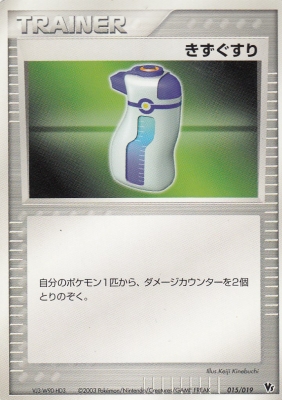 TRAINER
きずぐすり
自分のポケモン1匹から、ダメージカウンターを2個
とりのぞく。
Illus.Keiji Kinebuchi
©2003 Pokémon/Nintendo/Creatures/GAME FREAK
015/019
VS